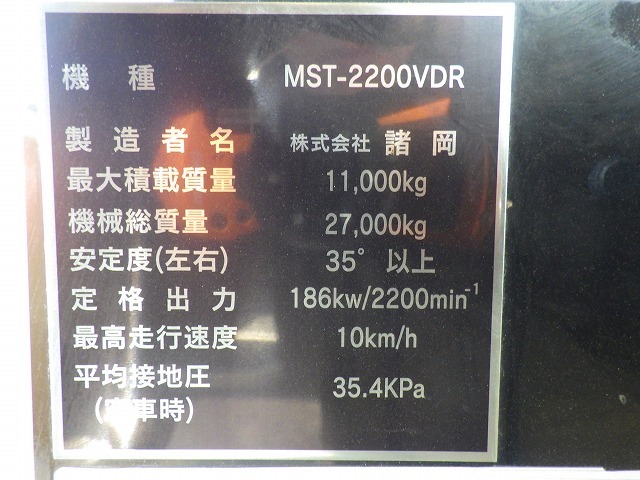 機種 MST-2200VDR
製造者名 株式会社 諸岡
最大積載質量 11,000kg
機械総質量 27,000kg
安定度(左右) 35°以上
定格出力 186kw/2200min-1
最高走行速度 10km/h
平均接地圧 35.4KPa
(空車時)